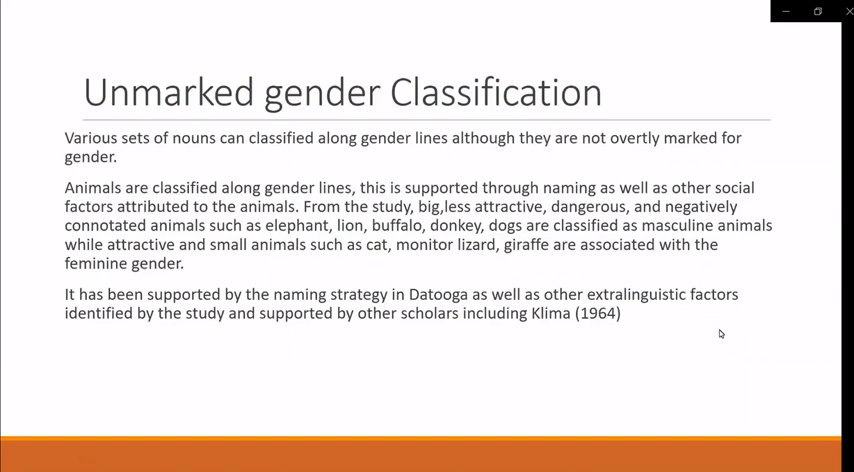 Unmarked gender Classification
Various sets of nouns can classified along gender lines although they are not overtly marked for
gender.
Animals are classified along gender lines, this is supported through naming as well as other social
factors attributed to the animals. From the study, big,less attractive, dangerous, and negatively
connotated animals such as elephant, lion, buffalo, donkey, dogs are classified as masculine animals
while attractive and small animals such as cat, monitor lizard, giraffe are associated with the
feminine gender.
It has been supported by the naming strategy in Datooga as well as other extralinguistic factors
identified by the study and supported by other scholars including Klima (1964)